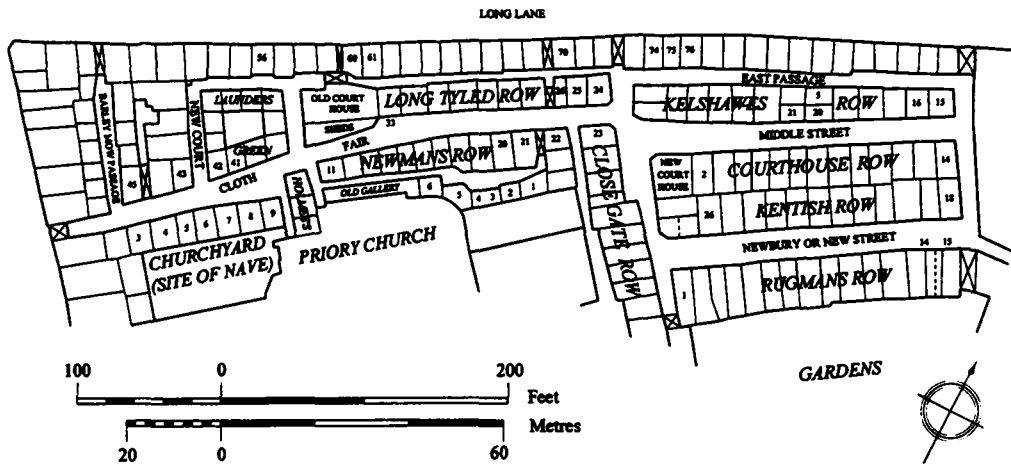 LONG LANE
56 60 61 70 74 75 76
EAST PASSAGE
BARLEY MOW PASSAGE
NEW COURT
LAUNDERS
GREEN
OLD COURT
HOUSE
SHEDS
33
LONG TYLED ROW
26 25 24
KELSHAWES ROW
5
21 20
16 15
MIDDLE STREET
45 43 42 41
CLOTH FAIR
11
NEWMANS ROW
20 21 22
23
CLOSE GATE ROW
NEW
COURT
HOUSE
2
COURTHOUSE ROW
14
OLD GALLERY
6 5 4 3 2 1
26
KENTISH ROW
18
3 4 5 6 7 8 9
CHURCHYARD
(SITE OF NAVE)
PRIORY CHURCH
NEWBURY OR NEW STREET
14 15
1
RUGMANS ROW
GARDENS
100 0 200
Feet
Metres
20 0 60